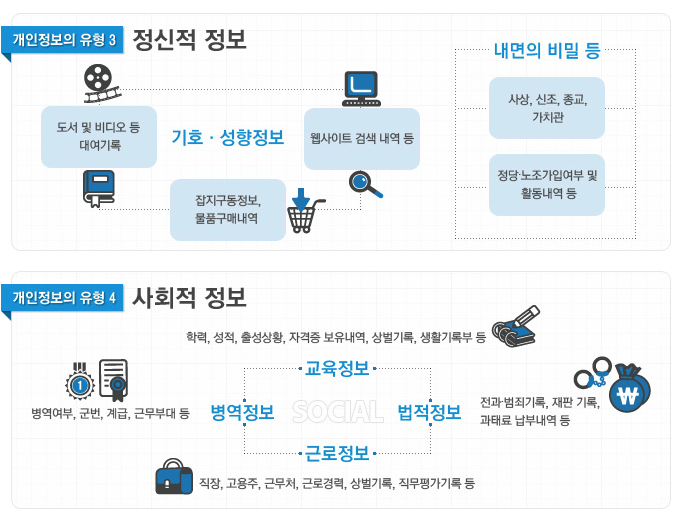 개인정보의 유형 3 정신적 정보
도서 및 비디오 등
대여기록
기호 · 성향정보
웹사이트 검색 내역 등
잡지구동정보,
물품구매내역
내면의 비밀 등
사상, 신조, 종교,
가치관
정당·노조가입여부 및
활동내역 등
개인정보의 유형 4 사회적 정보
학력, 성적, 출성상황, 자격증 보유내역, 상벌기록, 생활기록부 등
교육정보
병역여부, 군번, 계급, 근무부대 등
병역정보
SOCIAL
법적정보
전과·범죄기록, 재판 기록,
과태료 납부내역 등
근로정보
직장, 고용주, 근무처, 근로경력, 상벌기록, 직무평가기록 등
1
₩